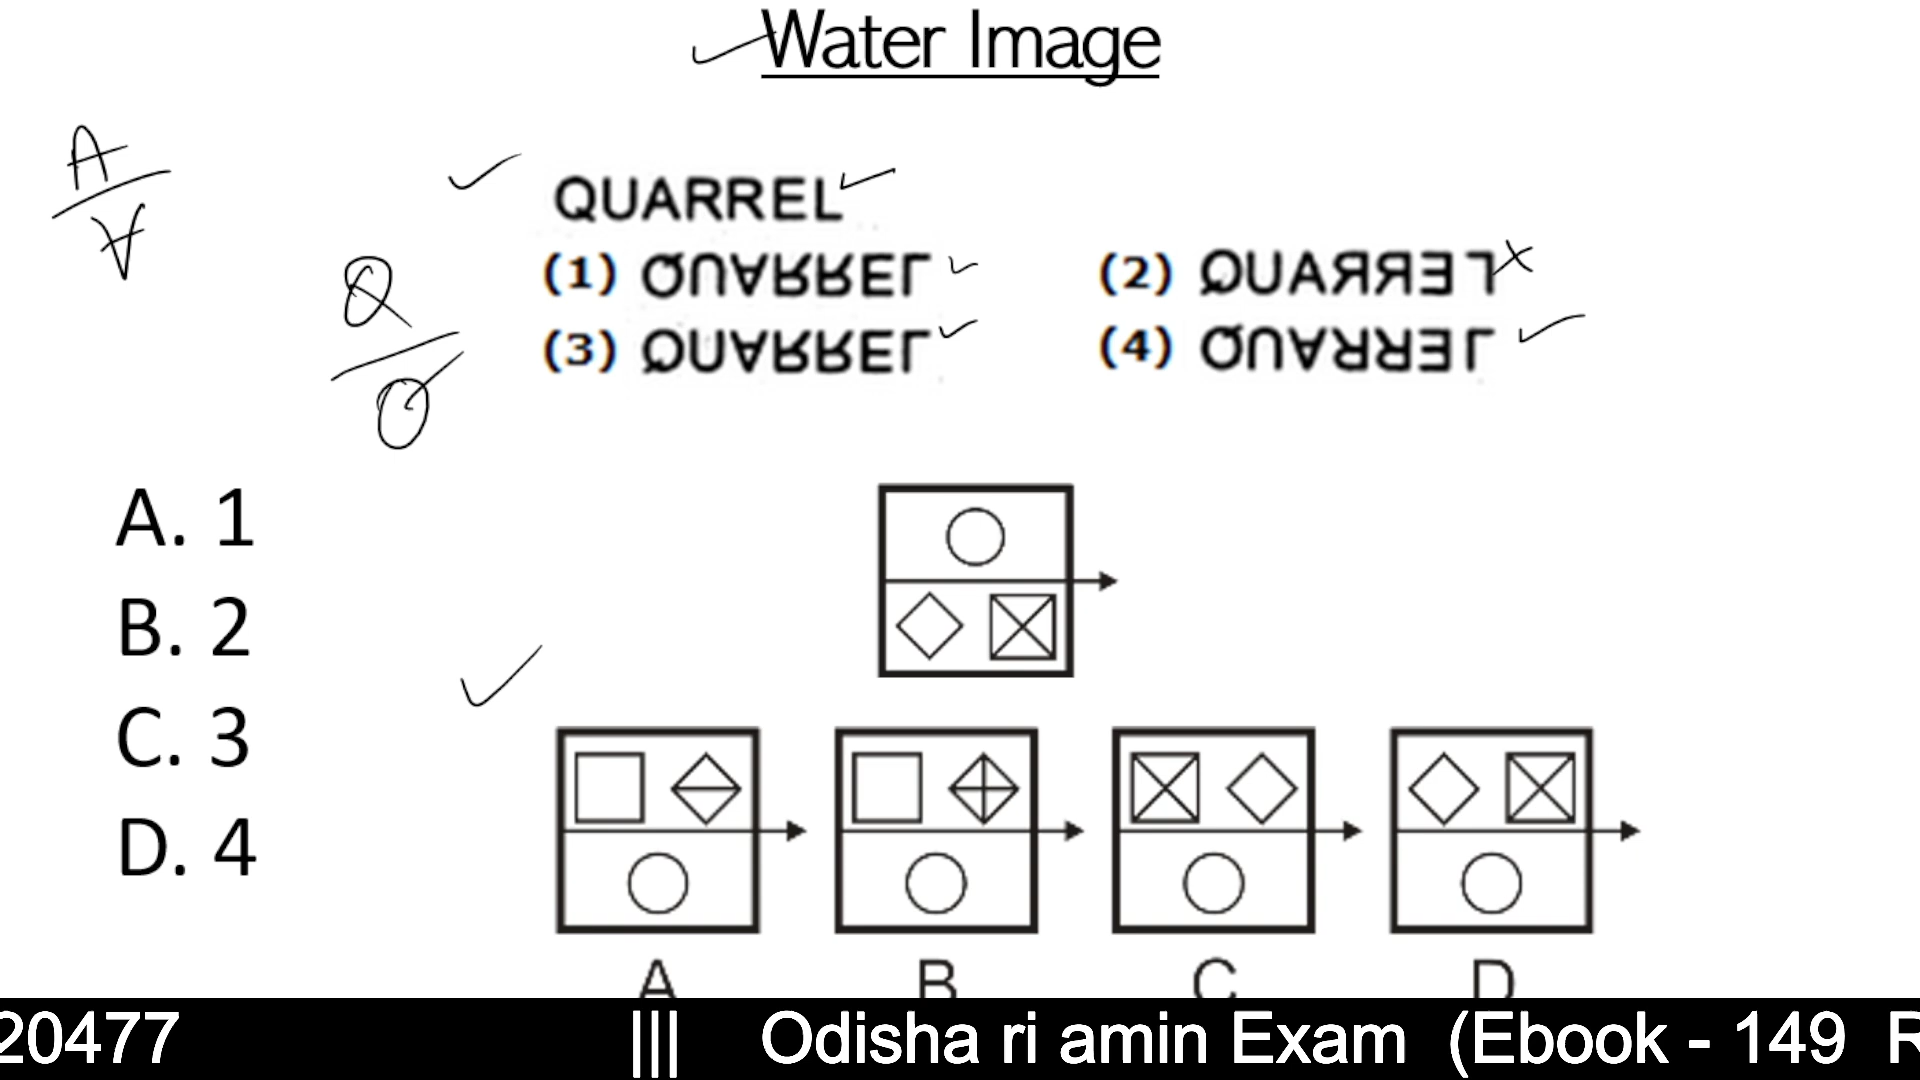 Water Image
A
∀
Q
QUARREL
(1) QUARREL (2) QUARREL
(3) QUARREL (4) QUARREL
A. 1
B. 2
C. 3
D. 4
A B C D
20477 ||| Odisha ri amin Exam (Ebook - 149 R